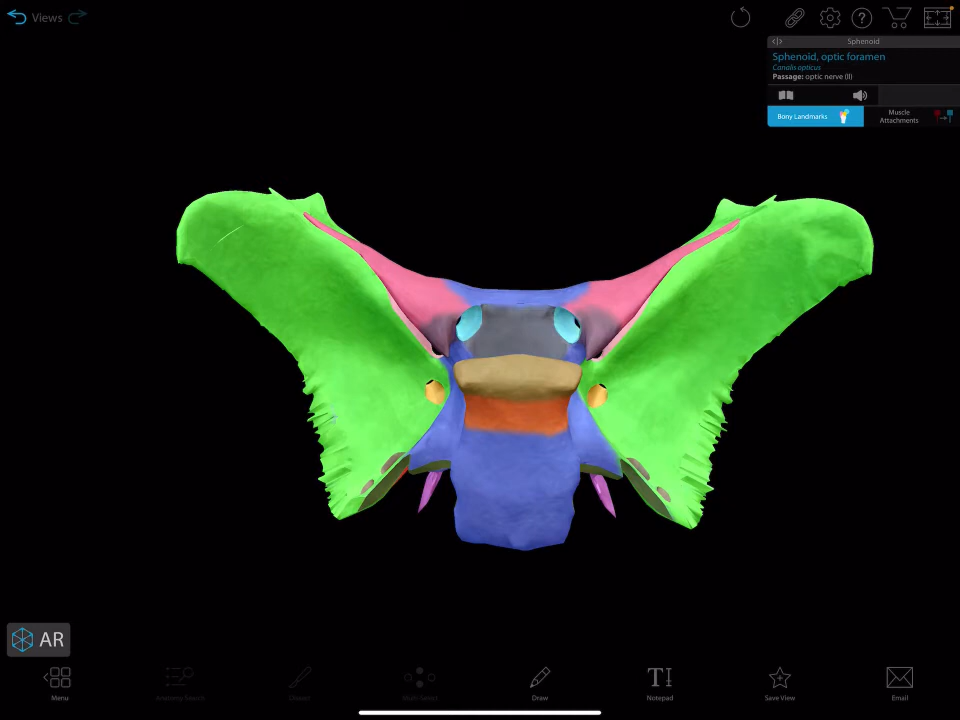 Views
Sphenoid
Sphenoid, optic foramen
Canalis opticus
Passage: optic nerve (II)
Bony Landmarks
Muscle
Attachments
AR
Menu
Anatomy Search
Dissect
Multi-Select
Draw
Notepad
Save View
Email